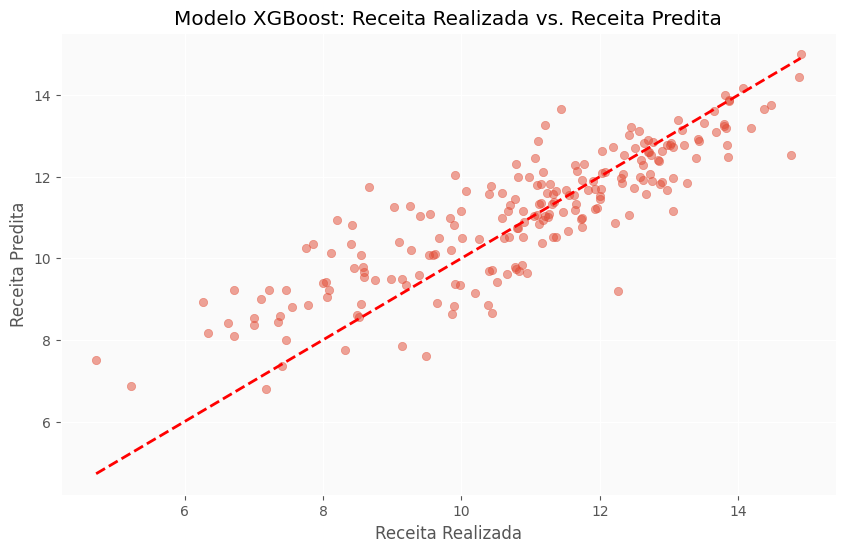 Modelo XGBoost: Receita Realizada vs. Receita Predita
14
12
10
8
6
Receita Predita
6 8 10 12 14
Receita Realizada